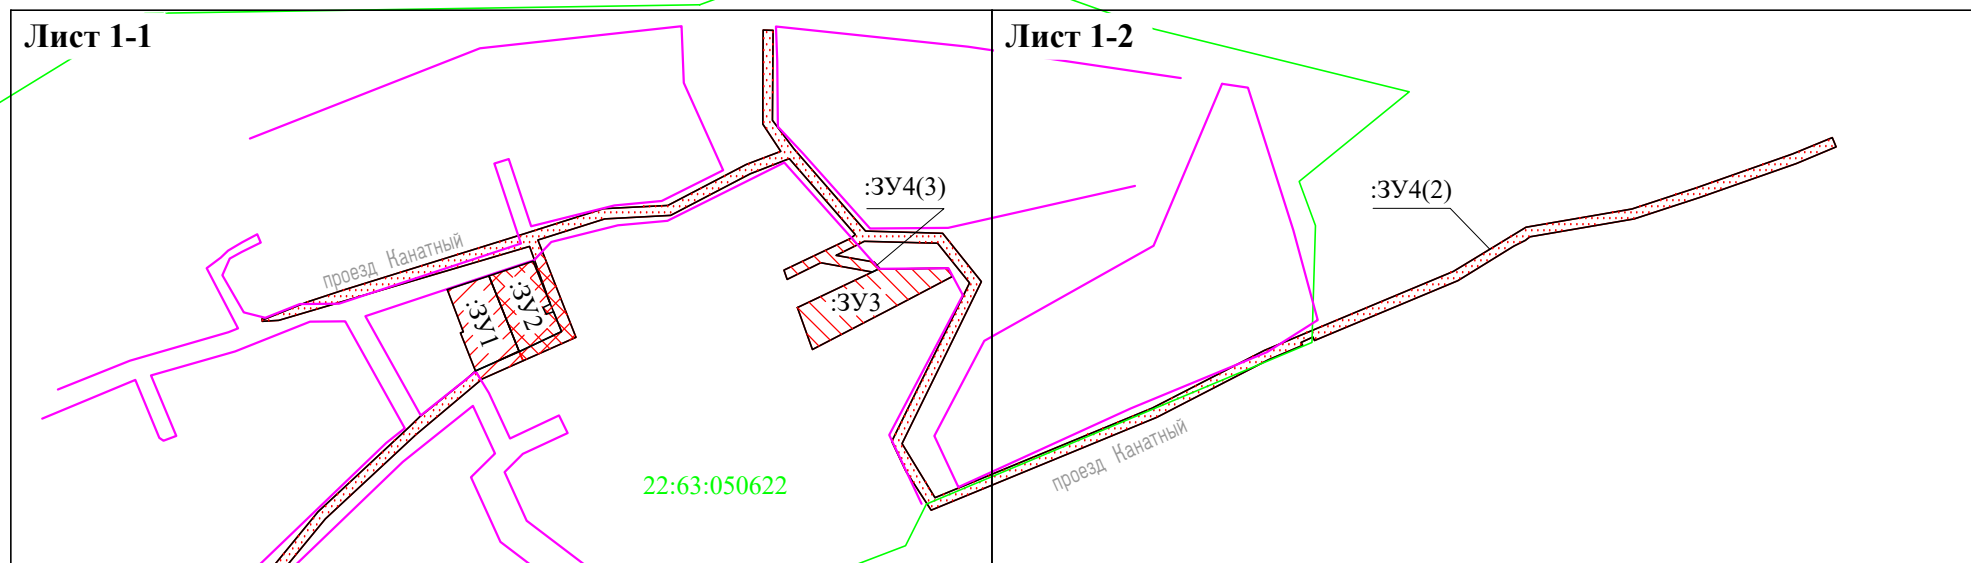 Лист 1-1
Лист 1-2
:ЗУ4(3)
:ЗУ4(2)
проезд Канатный
:ЗУ1
:ЗУ2
:ЗУ3
проезд Канатный
22:63:050622